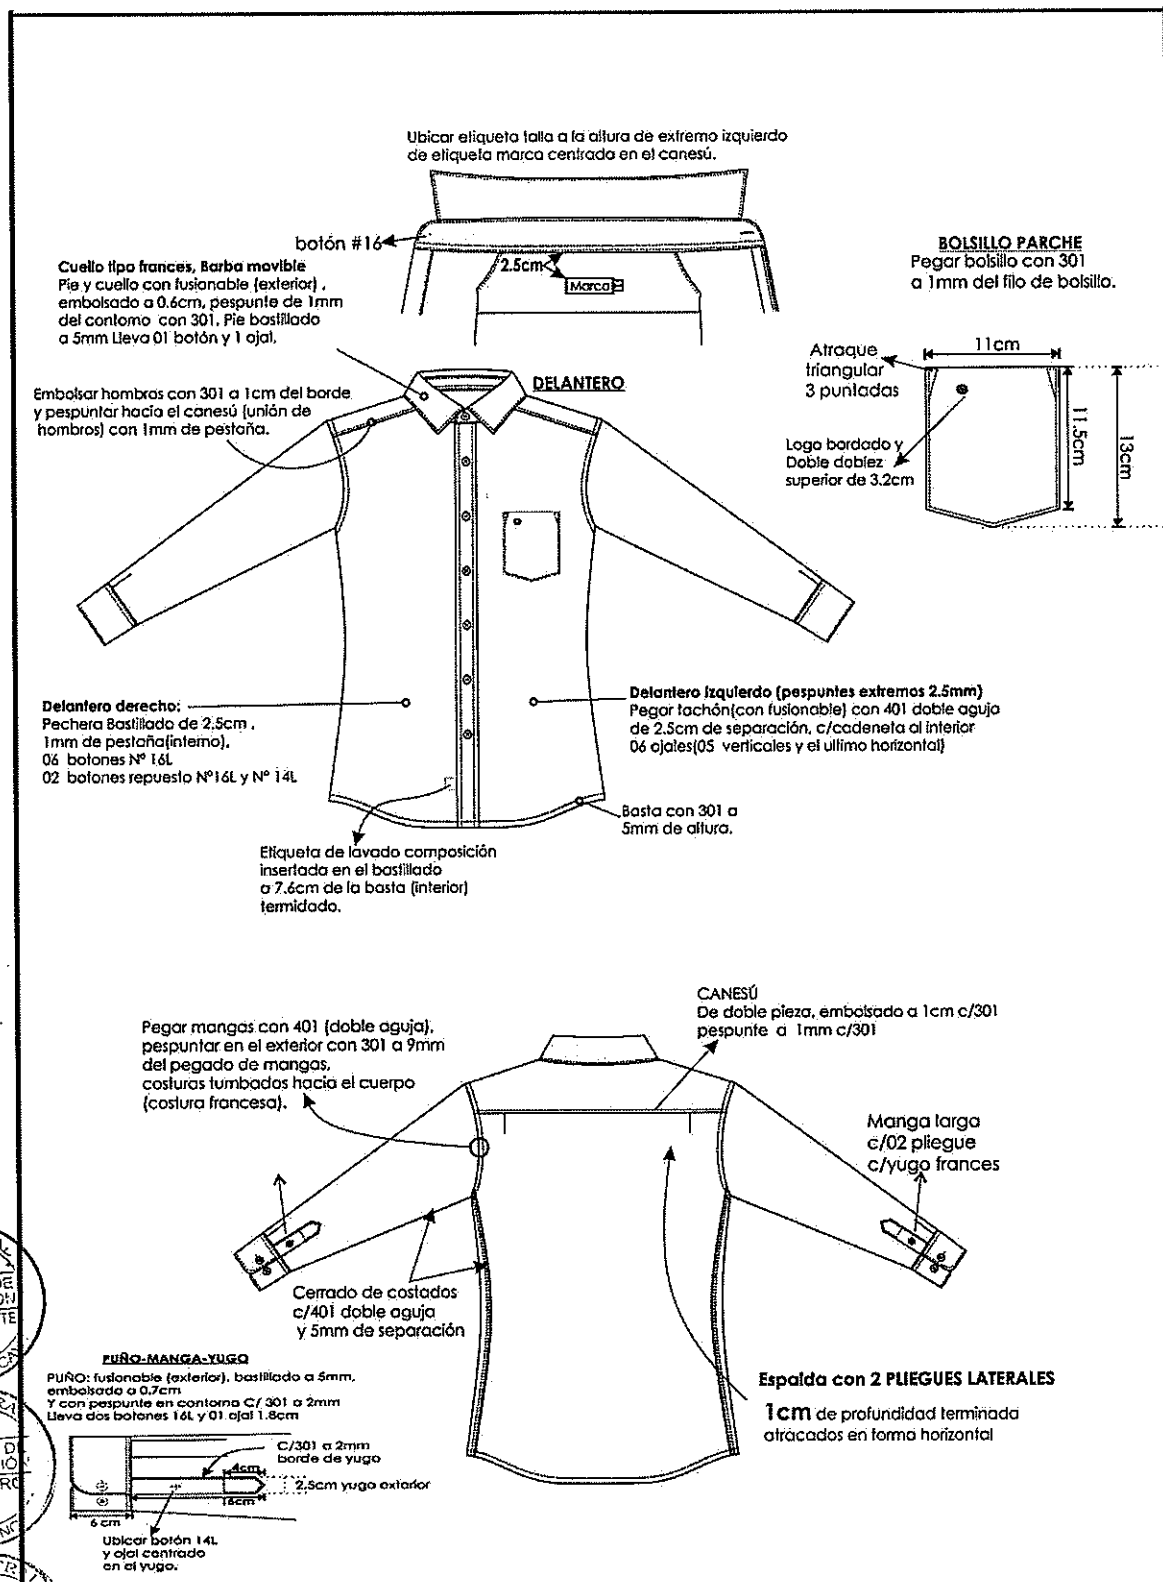 Ubicar etiqueta talla a la altura de extremo izquierdo
de etiqueta marca centrada en el canesú.
botón #16
2.5cm
Marca
Cuello tipo frances, Barba movible
Pie y cuello con fusionable (exterior) ,
embolsado a 0.6cm, pespunte de 1mm
del contorno con 301. Pie bastillado
a 5mm Lleva 01 botón y 1 ojal.
BOLSILLO PARCHE
Pegar bolsillo con 301
a 1mm del filo de bolsillo.
Atraque
triangular
3 puntadas
11cm
11.5cm
13cm
Logo bordado y
Doble doblez
superior de 3.2cm
Embolsar hombros con 301 a 1cm del borde
y pespuntar hacia el canesú (unión de
hombros) con 1mm de pestaña.
DELANTERO
Delantero derecho:
Pechera Bastillado de 2.5cm .
1mm de pestaña(interno).
06 botones Nº 16L
02 botones repuesto Nº16L y Nº 14L
Delantero Izquierdo (pespuntes extremos 2.5mm)
Pegar tachón(con fusionable) con 401 doble aguja
de 2.5cm de separación, c/cadeneta al interior
06 ojales(05 verticales y el ultimo horizontal)
Basta con 301 a
5mm de altura.
Etiqueta de lavado composición
insertada en el bastillado
a 7.6cm de la basta (interior)
termidado.
CANESÚ
De doble pieza, embolsado a 1cm c/301
pespunte a 1mm c/301
Pegar mangas con 401 (doble aguja),
pespuntar en el exterior con 301 a 9mm
del pegado de mangas,
costuras tumbados hacia el cuerpo
(costura francesa).
Manga larga
c/02 pliegue
c/yugo frances
Cerrado de costados
c/401 doble aguja
y 5mm de separación
Espalda con 2 PLIEGUES LATERALES
1cm de profundidad terminada
atracados en forma horizontal
PUÑO-MANGA-YUGO
PUÑO: fusionable (exterior), bastillado a 5mm,
embolsado a 0.7cm
Y con pespunte en contorno C/ 301 a 2mm
Lleva dos botones 16L y 01 ojal 1.8cm
C/301 a 2mm
borde de yugo
4cm
2.5cm yugo exterior
16cm
6 cm
Ubicar botón 14L
y ojal centrado
en el yugo.